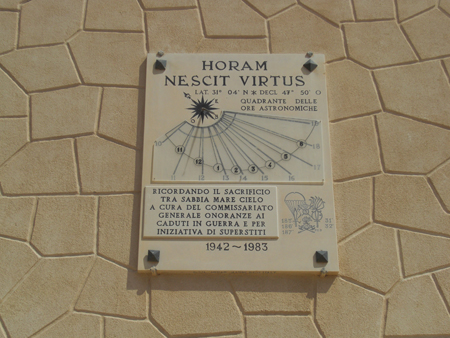 HORAM
NESCIT VIRTUS
LAT. 31° 04' N ✳ DECL. 47° 50' O
QUADRANTE DELLE
ORE ASTRONOMICHE
RICORDANDO IL SACRIFICIO
TRA SABBIA MARE CIELO
A CURA DEL COMMISSARIATO
GENERALE ONORANZE AI
CADUTI IN GUERRA E PER
INIZIATIVA DI SUPERSTITI
1942~1983